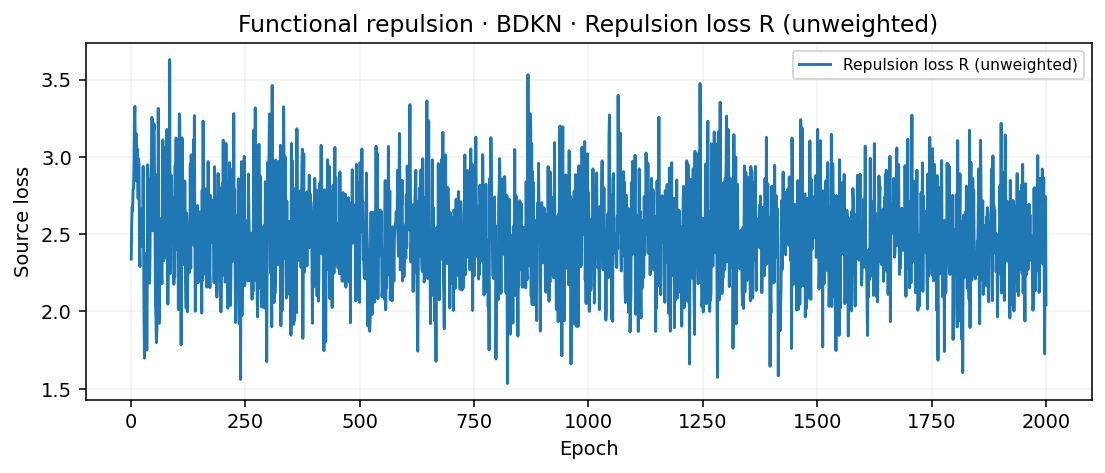 Functional repulsion · BDKN · Repulsion loss R (unweighted)
Repulsion loss R (unweighted)
Source loss
3.5
3.0
2.5
2.0
1.5
0 250 500 750 1000 1250 1500 1750 2000
Epoch